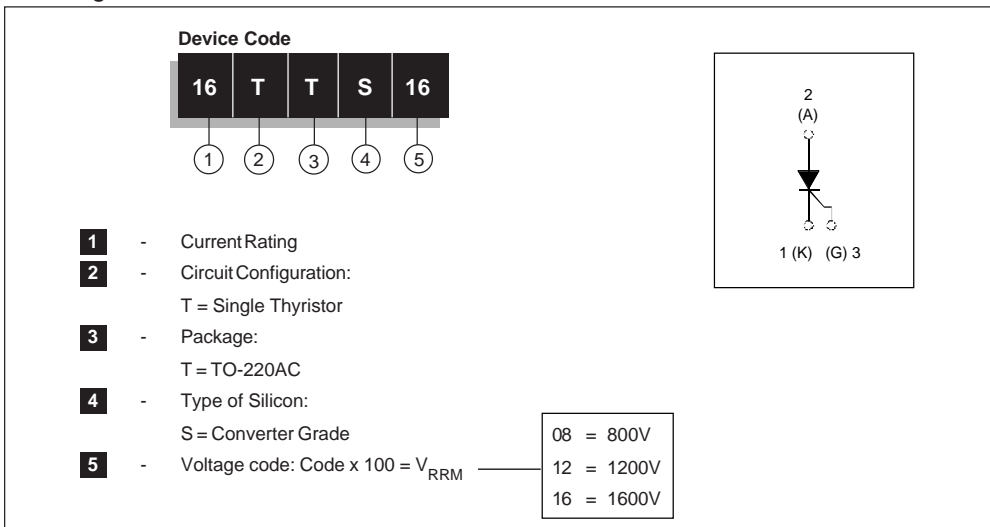 Device Code
16 T T S 16
1 2 3 4 5
2
(A)
1 (K) (G) 3
1 - Current Rating
2 - Circuit Configuration:
T = Single Thyristor
3 - Package:
T = TO-220AC
4 - Type of Silicon:
S = Converter Grade
5 - Voltage code: Code x 100 = VRRM
08 = 800V
12 = 1200V
16 = 1600V